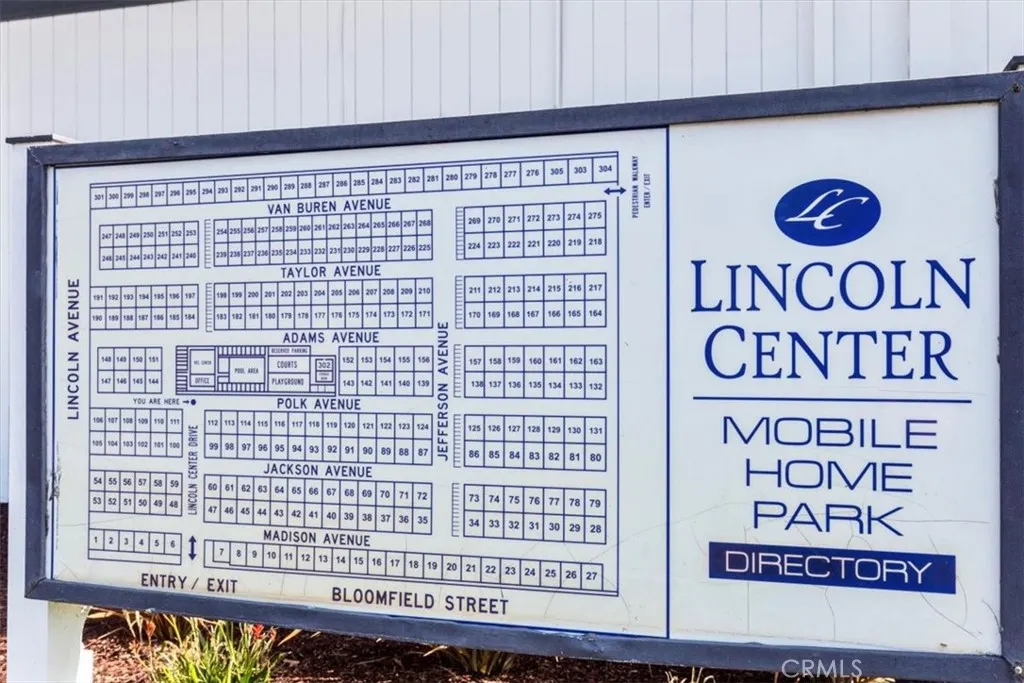 301 300 299 298 297 296 295 294 293 292 291 290 289 288 287 286 285 284 283 282 281 280 279 278 277 276 305 303 304
PEDESTRIAN WALKWAY
ENTER / EXIT
VAN BUREN AVENUE
247 248 249 250 251 252 253 254 255 256 257 258 259 260 261 262 263 264 265 266 267 268 269 270 271 272 273 274 275
246 245 244 243 242 241 240 239 238 237 236 235 234 233 232 231 230 229 228 227 226 225 224 223 222 221 220 219 218
TAYLOR AVENUE
191 192 193 194 195 196 197 198 199 200 201 202 203 204 205 206 207 208 209 210 211 212 213 214 215 216 217
190 189 188 187 186 185 184 183 182 181 180 179 178 177 176 175 174 173 172 171 170 169 168 167 166 165 164
ADAMS AVENUE
LINCOLN AVENUE
JEFFERSON AVENUE
148 149 150 151
147 146 145 144
REC. CENTER
OFFICE
POOL AREA
RESERVE PARKING
COURTS
PLAYGROUND
302
152 153 154 155 156 157 158 159 160 161 162 163
143 142 141 140 139 138 137 136 135 134 133 132
YOU ARE HERE
POLK AVENUE
106 107 108 109 110 111 112 113 114 115 116 117 118 119 120 121 122 123 124 125 126 127 128 129 130 131
105 104 103 102 101 100 99 98 97 96 95 94 93 92 91 90 89 88 87 86 85 84 83 82 81 80
LINCOLN CENTER DRIVE
JACKSON AVENUE
54 55 56 57 58 59 60 61 62 63 64 65 66 67 68 69 70 71 72 73 74 75 76 77 78 79
53 52 51 50 49 48 47 46 45 44 43 42 41 40 39 38 37 36 35 34 33 32 31 30 29 28
MADISON AVENUE
1 2 3 4 5 6 7 8 9 10 11 12 13 14 15 16 17 18 19 20 21 22 23 24 25 26 27
ENTRY / EXIT
BLOOMFIELD STREET
LC
LINCOLN
CENTER
MOBILE
HOME
PARK
DIRECTORY
CRMLS